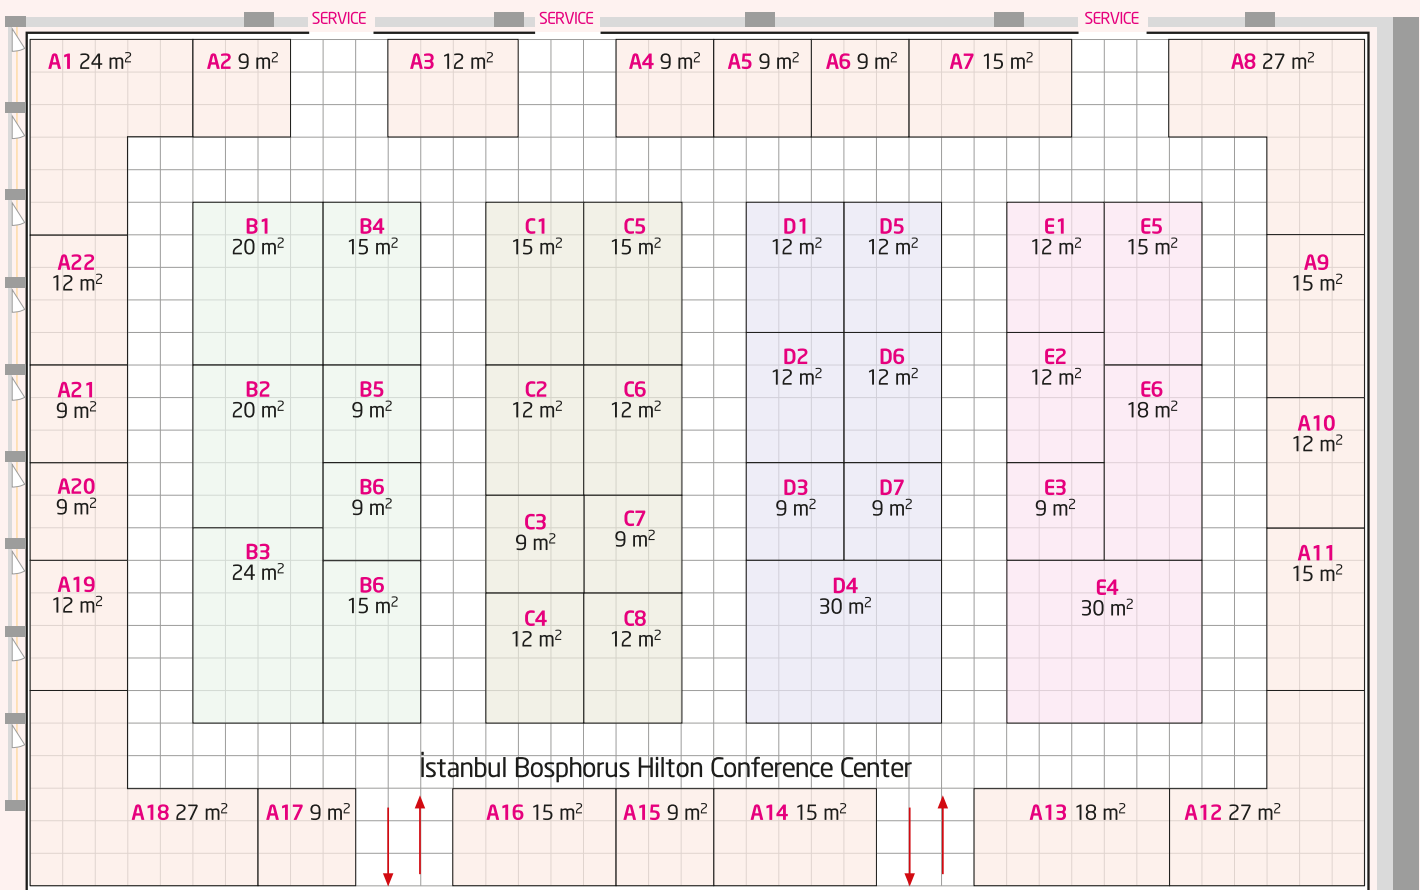 SERVICE SERVICE SERVICE
A1 24 m² A2 9 m² A3 12 m² A4 9 m² A5 9 m² A6 9 m² A7 15 m² A8 27 m²
B1 B4 C1 C5 D1 D5 E1 E5
20 m² 15 m² 15 m² 15 m² 12 m² 12 m² 12 m² 15 m²
A22 A9
12 m² 15 m²
D2 D6 E2
12 m² 12 m² 12 m²
A21 B2 B5 C2 C6 E6
9 m² 20 m² 9 m² 12 m² 12 m² 18 m²
A10
12 m²
A20 B6 D3 D7 E3
9 m² 9 m² 9 m² 9 m² 9 m²
C3 C7
9 m² 9 m²
B3 A11
24 m² 15 m²
A19 B6 D4 E4
12 m² 15 m² 30 m² 30 m²
C4 C8
12 m² 12 m²
İstanbul Bosphorus Hilton Conference Center
A18 27 m² A17 9 m² A16 15 m² A15 9 m² A14 15 m² A13 18 m² A12 27 m²